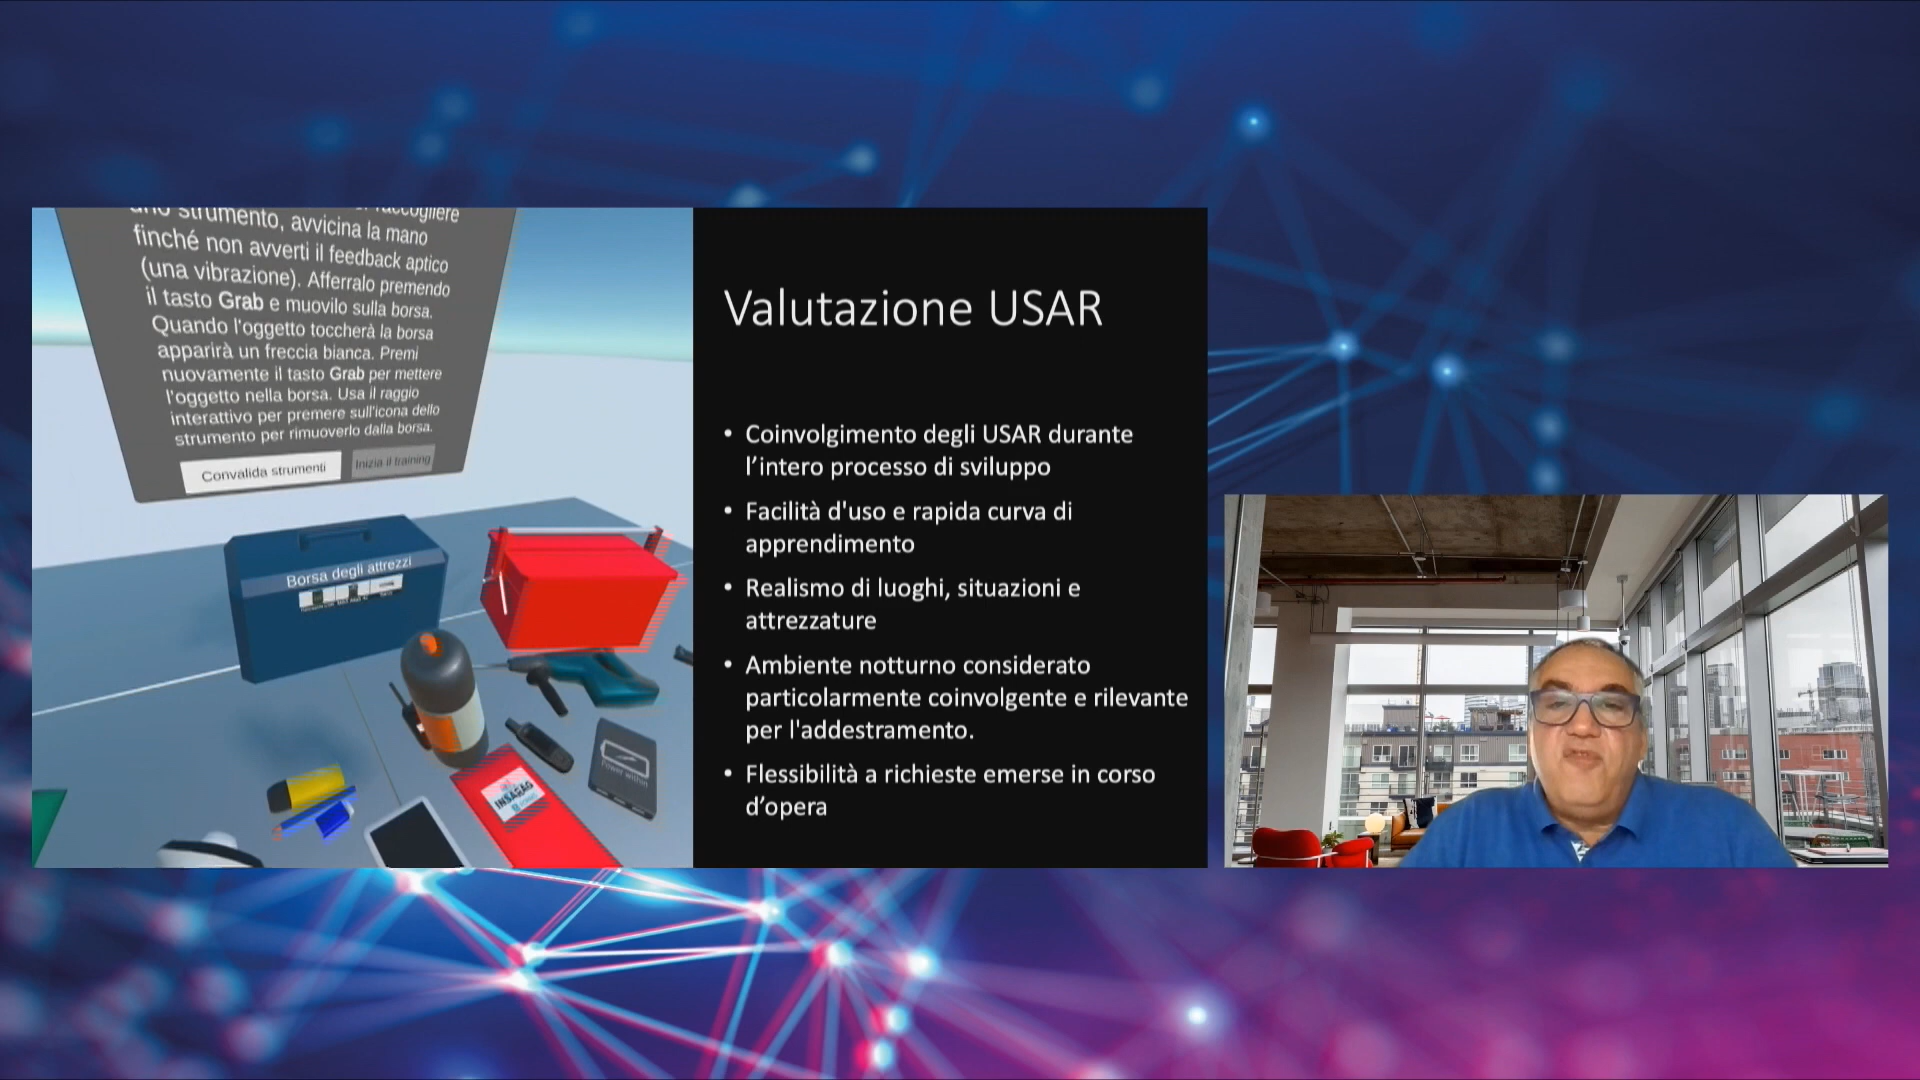 uno strumento, avvicina la mano
finché non avverti il feedback aptico
(una vibrazione). Afferralo premendo
il tasto Grab e muovilo sulla borsa.
Quando l'oggetto toccherà la borsa
apparirà un freccia bianca. Premi
nuovamente il tasto Grab per mettere
l'oggetto nella borsa. Usa il raggio
interattivo per premere sull'icona dello
strumento per rimuoverlo dalla borsa.
Convalida strumenti
Inizia il training
Borsa degli attrezzi
INSARAG
Valutazione USAR
• Coinvolgimento degli USAR durante
l’intero processo di sviluppo
• Facilità d'uso e rapida curva di
apprendimento
• Realismo di luoghi, situazioni e
attrezzature
• Ambiente notturno considerato
particolarmente coinvolgente e rilevante
per l'addestramento.
• Flessibilità a richieste emerse in corso
d’opera